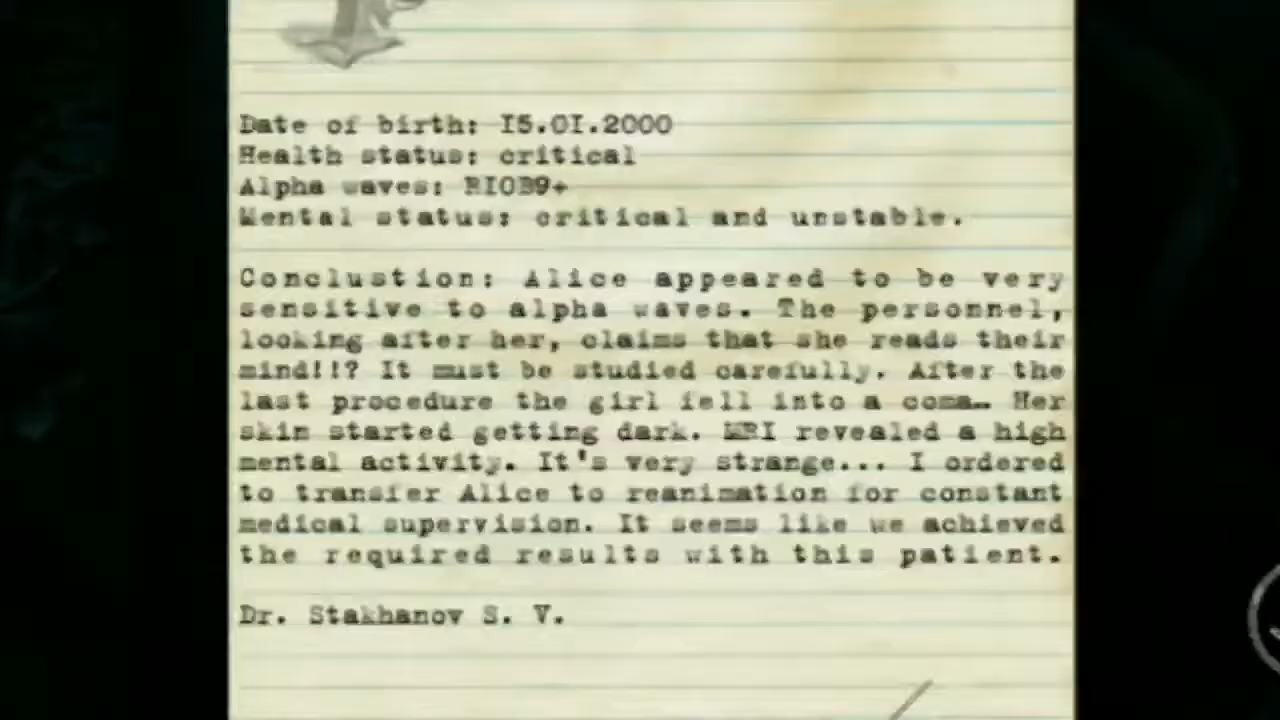 Date of birth: I5.OI.2000
Health status: critical
Alpha waves: RIOB9+
Mental status: critical and unstable.
Conclustion: Alice appeared to be very
sensitive to alpha waves. The personnel,
looking after her, claims that she reads their
mind!!? It must be studied carefully. After the
last procedure the girl fell into a coma… Her
skin started getting dark. MRI revealed a high
mental activity. It's very strange... I ordered
to transfer Alice to reanimation for constant
medical supervision. It seems like we achieved
the required results with this patient.
Dr. Stakhanov S. V.